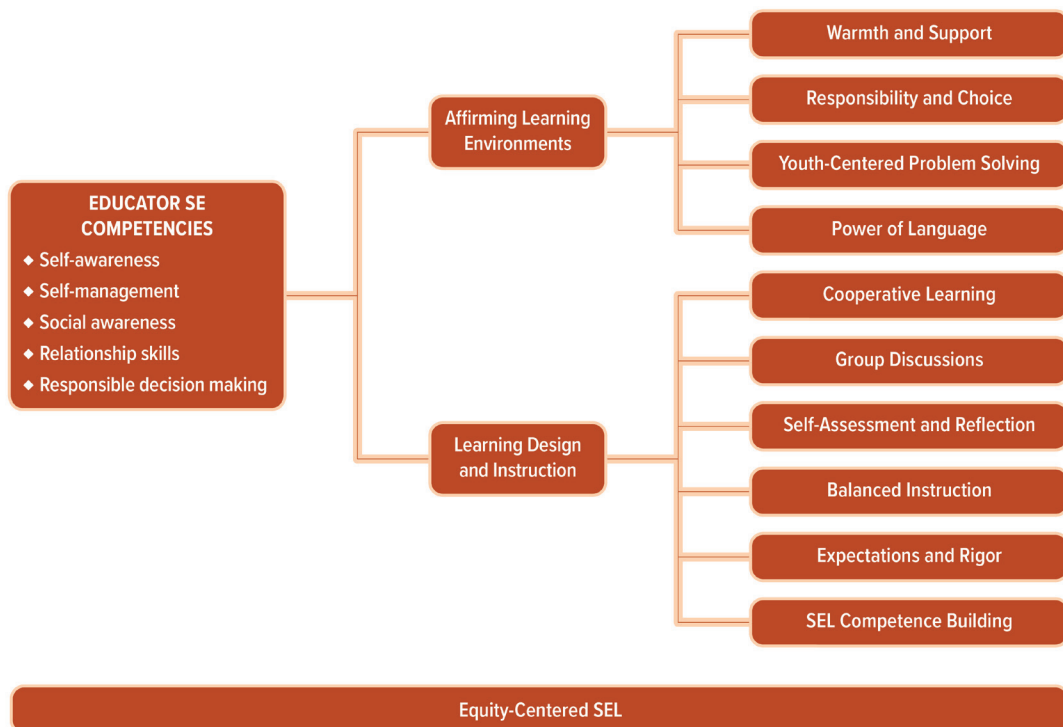 EDUCATOR SE
COMPETENCIES
◆ Self-awareness
◆ Self-management
◆ Social awareness
◆ Relationship skills
◆ Responsible decision making
Affirming Learning
Environments
Warmth and Support
Responsibility and Choice
Youth-Centered Problem Solving
Power of Language
Learning Design
and Instruction
Cooperative Learning
Group Discussions
Self-Assessment and Reflection
Balanced Instruction
Expectations and Rigor
SEL Competence Building
Equity-Centered SEL